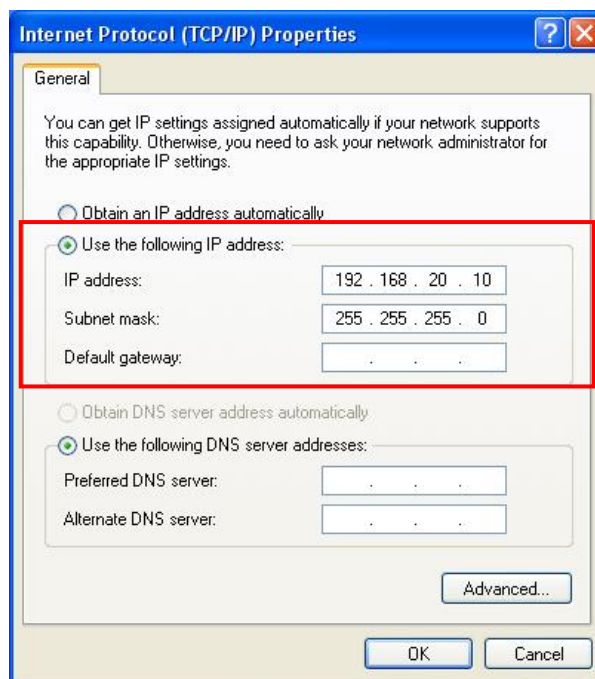 Internet Protocol (TCP/IP) Properties
General
You can get IP settings assigned automatically if your network supports
this capability. Otherwise, you need to ask your network administrator for
the appropriate IP settings.
Obtain an IP address automatically
Use the following IP address:
IP address: 192 . 168 . 20 . 10
Subnet mask: 255 . 255 . 255 . 0
Default gateway: . . .
Obtain DNS server address automatically
Use the following DNS server addresses:
Preferred DNS server: . . .
Alternate DNS server: . . .
Advanced...
OK Cancel